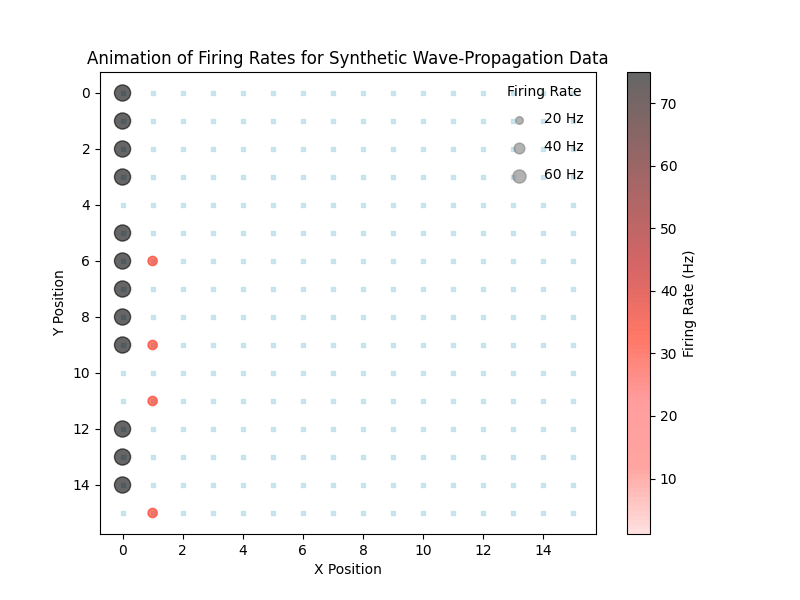 Animation of Firing Rates for Synthetic Wave-Propagation Data
Firing Rate
20 Hz
40 Hz
60 Hz
0
2
4
6
8
10
12
14
Y Position
0
2
4
6
8
10
12
14
X Position
70
60
50
40
30
20
10
Firing Rate (Hz)